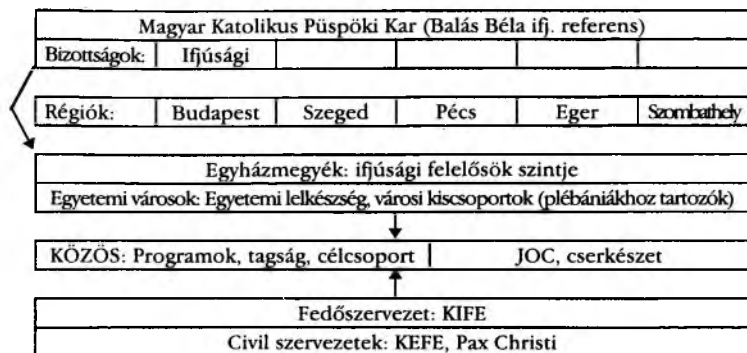 Magyar Katolikus Püspöki Kar (Balás Béla ifj. referens)
Bizottságok: Ifjúsági
Régiók: Budapest Szeged Pécs Eger Szombathely
Egyházmegyék: ifjúsági felelősök szintje
Egyetemi városok: Egyetemi lelkészség, városi kiscsoportok (plébániákhoz tartozók)
KÖZÖS: Programok, tagság, célcsoport JOC, cserkészet
Fedőszervezet: KIFE
Civil szervezetek: KEFE, Pax Christi